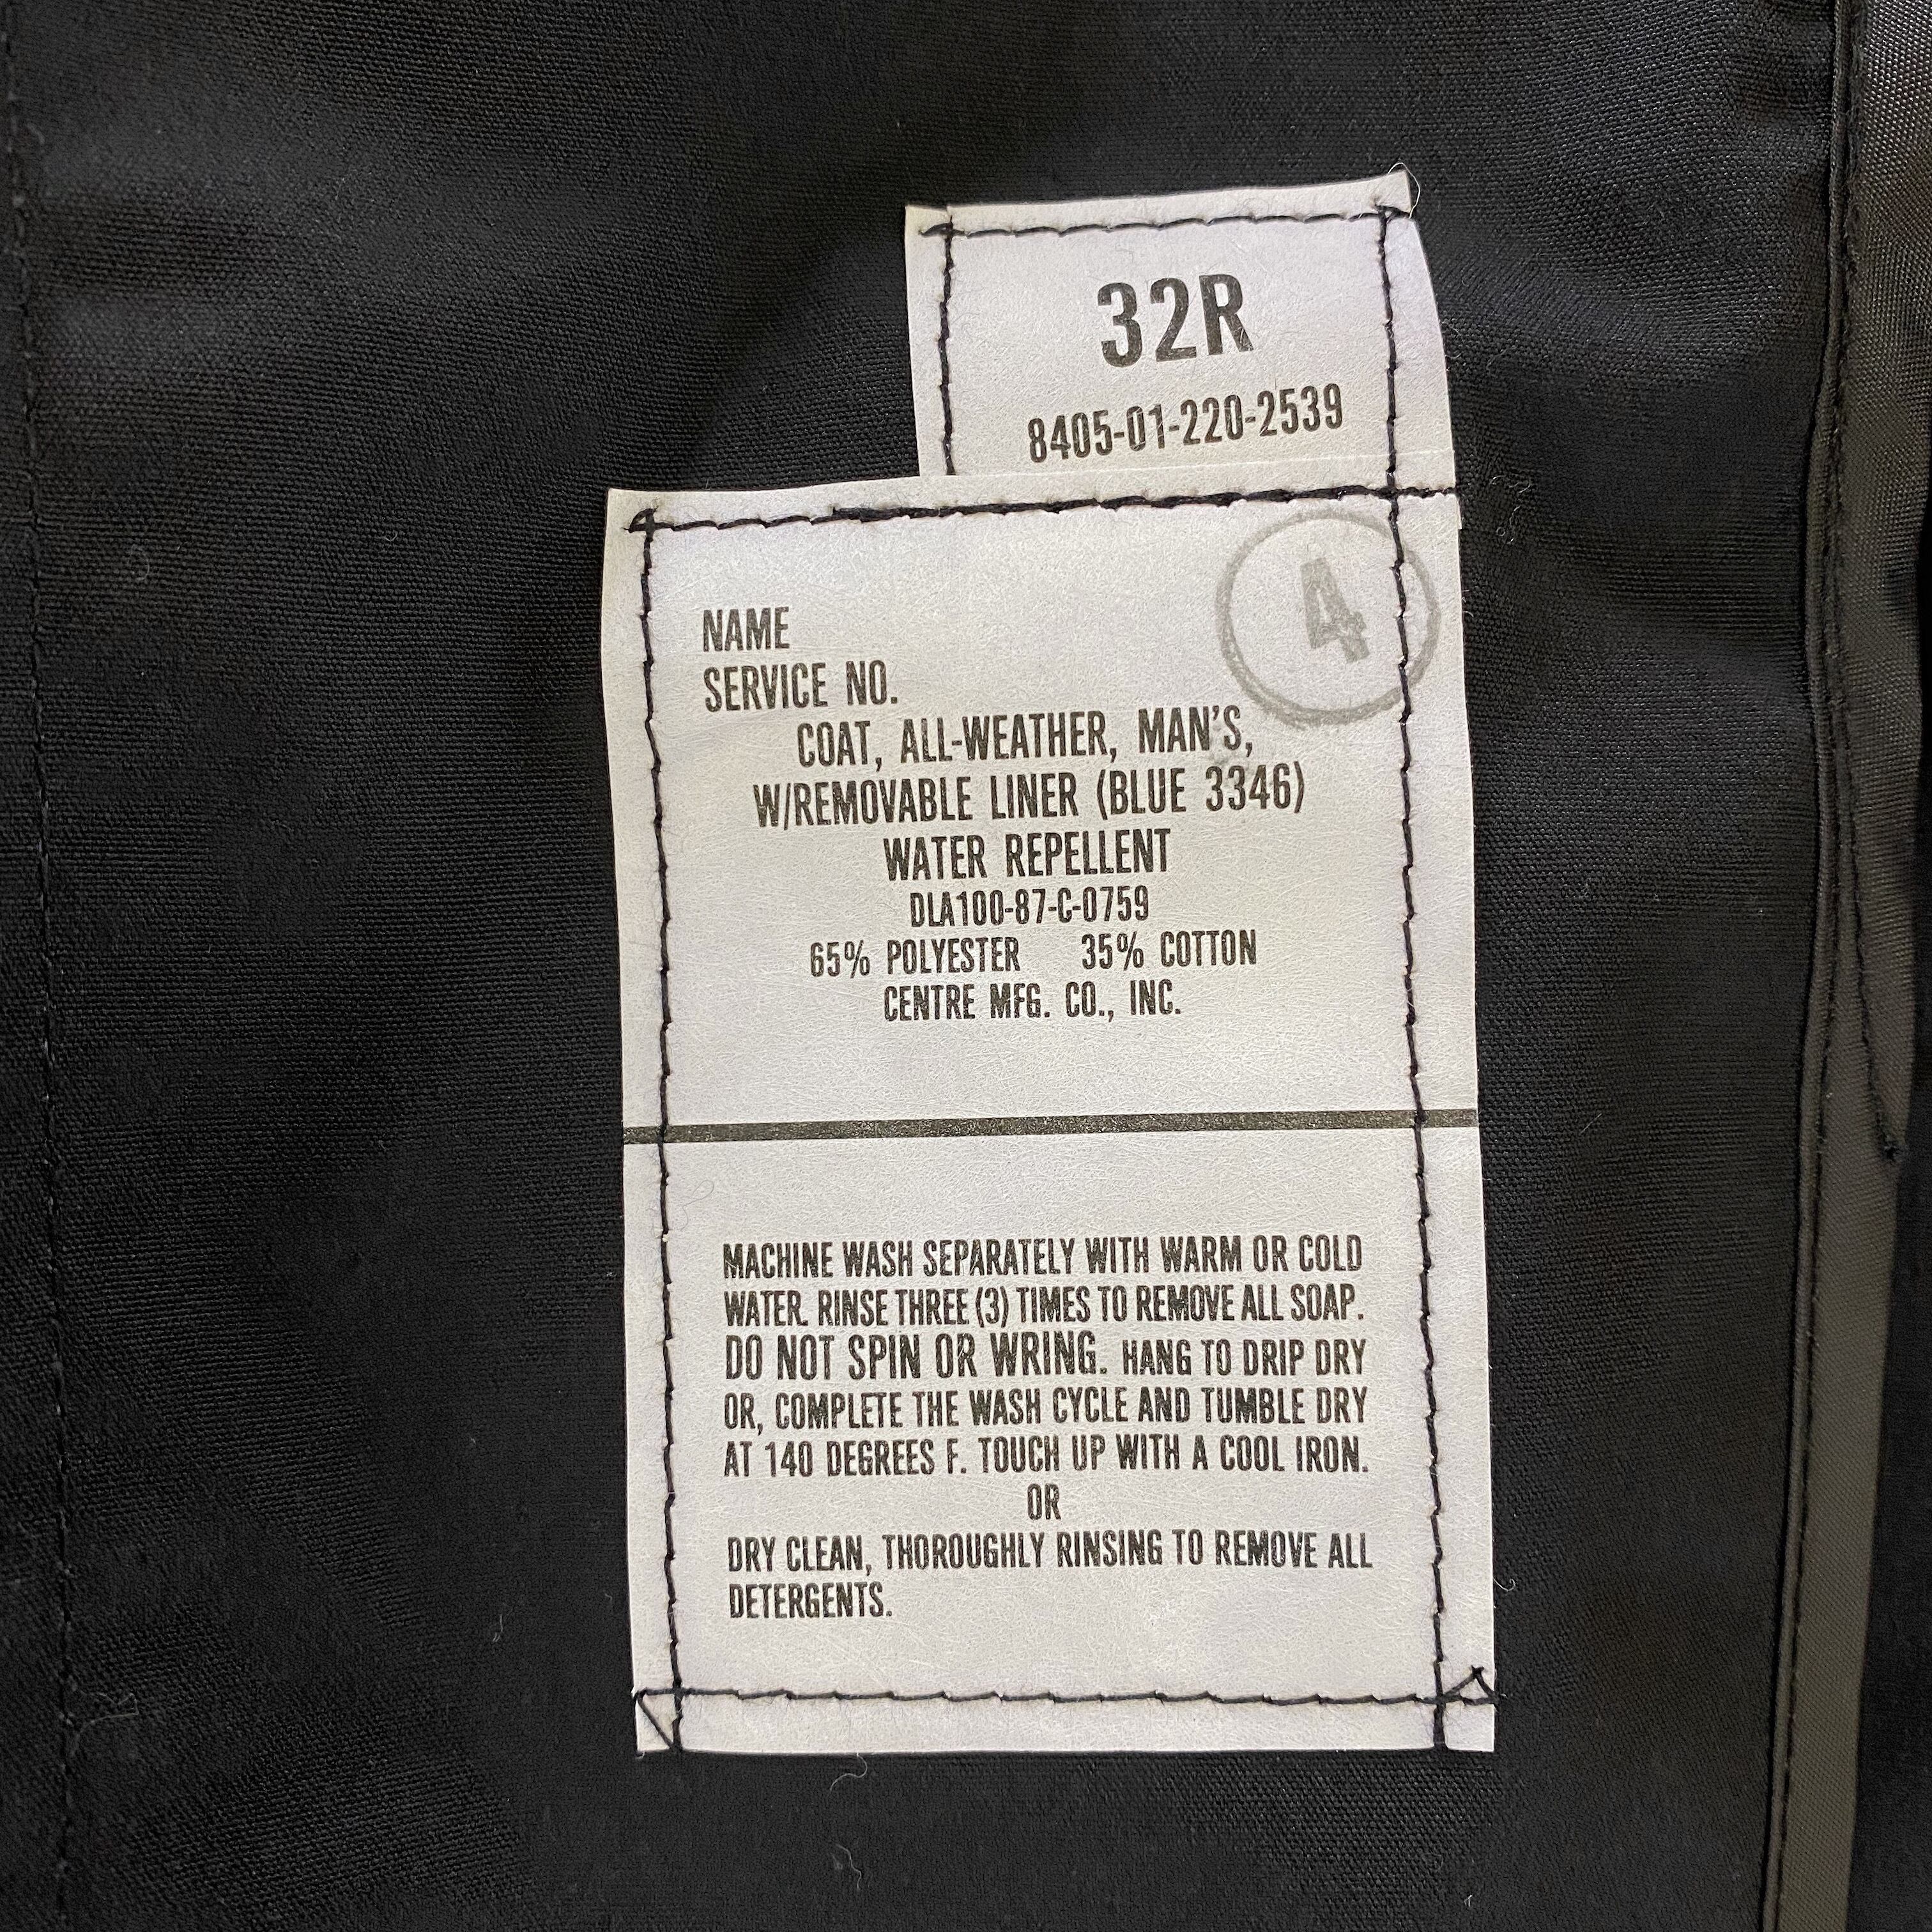 32R
8405-01-220-2539
4
NAME
SERVICE NO.
COAT, ALL-WEATHER, MAN'S,
W/REMOVABLE LINER (BLUE 3346)
WATER REPELLENT
DLA100-87-C-0759
65% POLYESTER 35% COTTON
CENTRE MFG. CO., INC.
MACHINE WASH SEPARATELY WITH WARM OR COLD
WATER. RINSE THREE (3) TIMES TO REMOVE ALL SOAP.
DO NOT SPIN OR WRING. HANG TO DRIP DRY
OR, COMPLETE THE WASH CYCLE AND TUMBLE DRY
AT 140 DEGREES F. TOUCH UP WITH A COOL IRON.
OR
DRY CLEAN, THOROUGHLY RINSING TO REMOVE ALL
DETERGENTS.